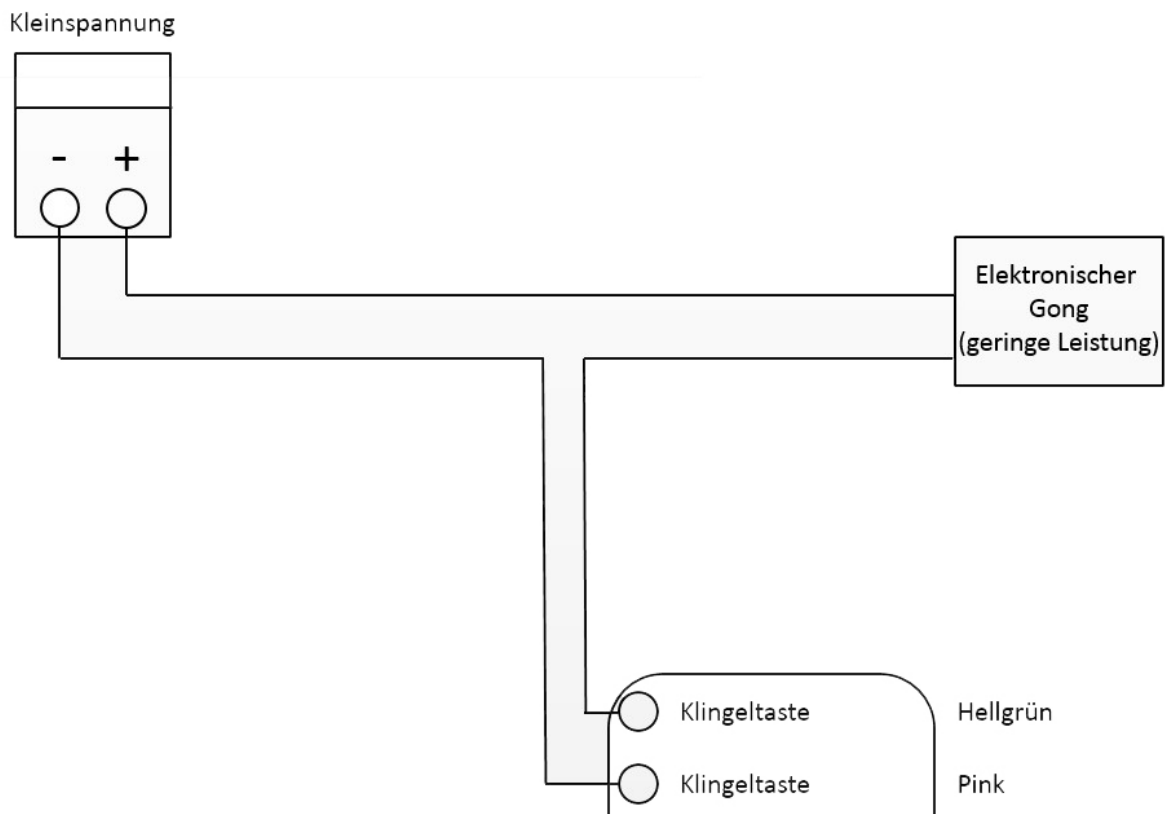 Kleinspannung
- +
Elektronischer
Gong
(geringe Leistung)
Klingeltaste Hellgrün
Klingeltaste Pink